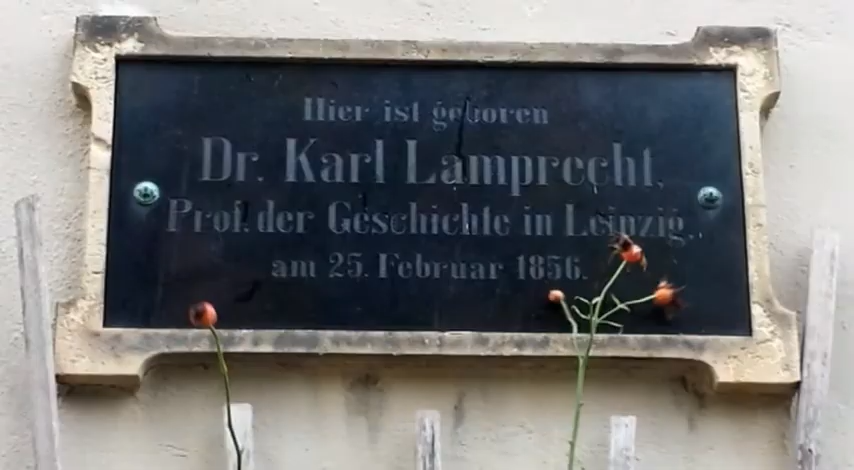 Hier ist geboren
Dr. Karl Lamprecht,
Prof. der Geschichte in Leipzig,
am 25. Februar 1856.